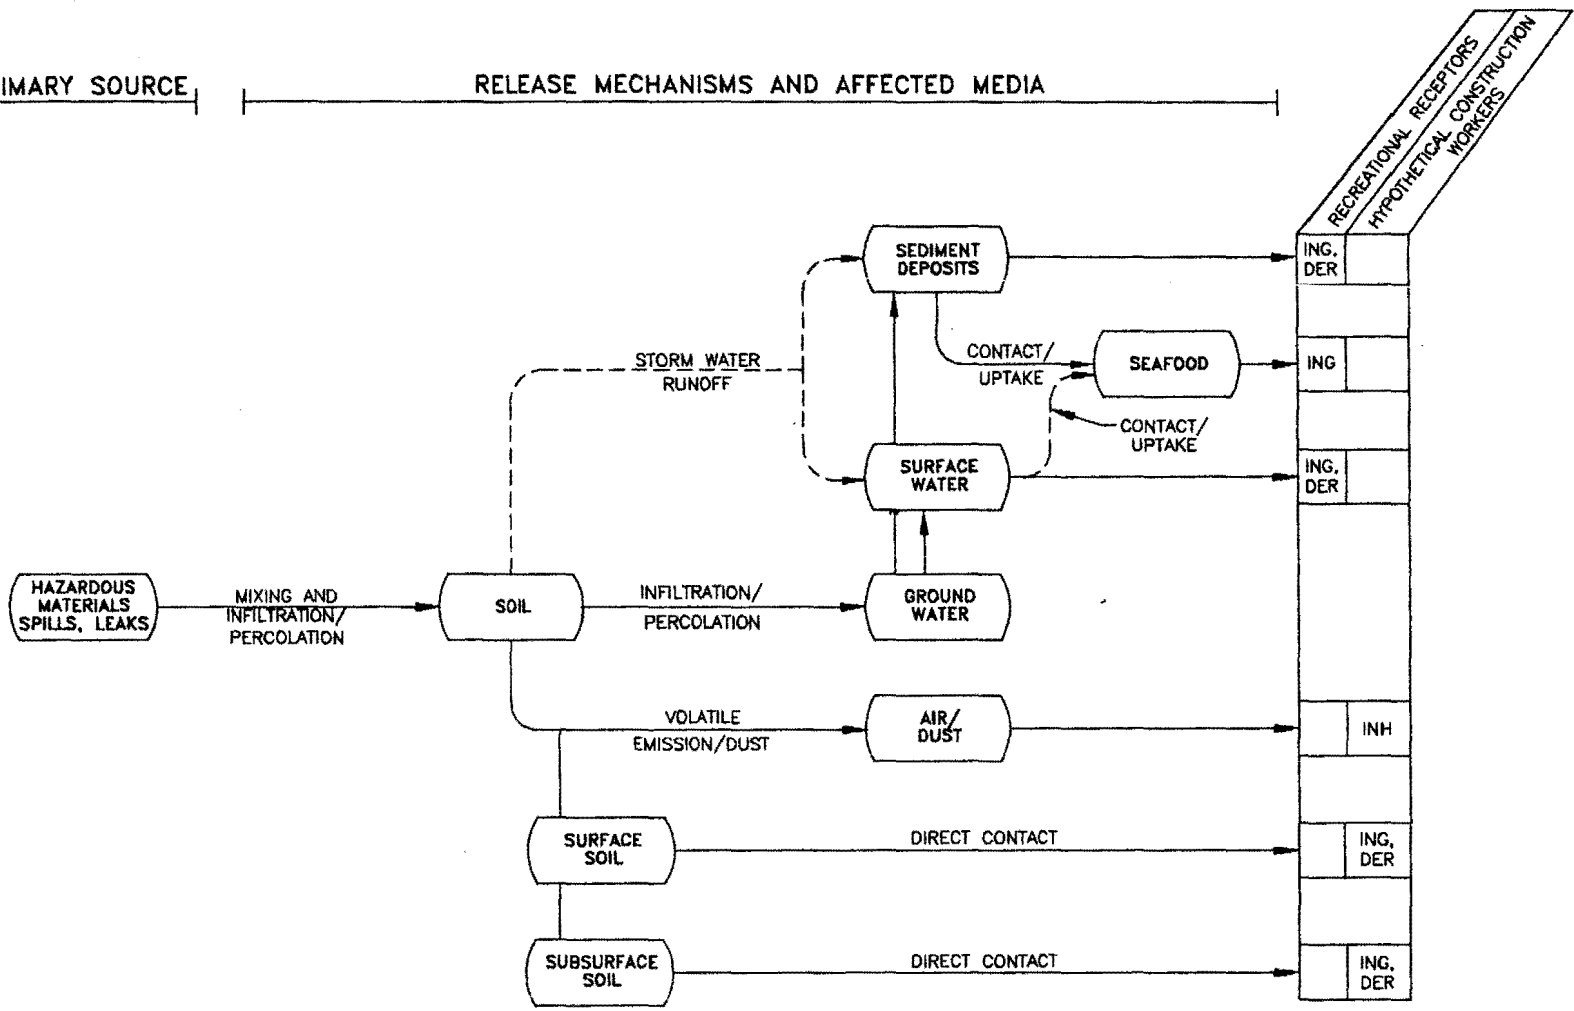 IMARY SOURCE
RELEASE MECHANISMS AND AFFECTED MEDIA
RECREATIONAL RECEPTORS
HYPOTHETICAL CONSTRUCTION
WORKERS
SEDIMENT
DEPOSITS
ING,
DER
STORM WATER
RUNOFF
CONTACT/
UPTAKE
SEAFOOD
ING
CONTACT/
UPTAKE
SURFACE
WATER
ING,
DER
HAZARDOUS
MATERIALS
SPILLS, LEAKS
MIXING AND
INFILTRATION/
PERCOLATION
SOIL
INFILTRATION/
PERCOLATION
GROUND
WATER
VOLATILE
EMISSION/DUST
AIR/
DUST
INH
SURFACE
SOIL
DIRECT CONTACT
ING,
DER
SUBSURFACE
SOIL
DIRECT CONTACT
ING,
DER